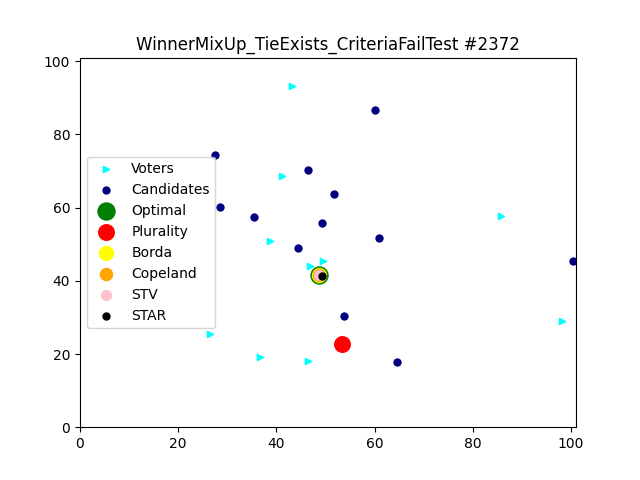 WinnerMixUp_TieExists_CriteriaFailTest #2372
100
80
60
40
20
0
Voters
Candidates
Optimal
Plurality
Borda
Copeland
STV
STAR
0 20 40 60 80 100